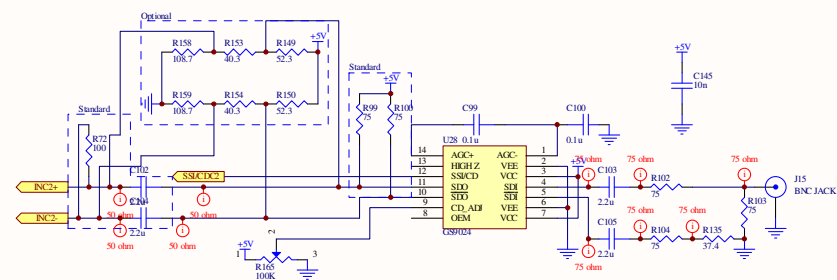 Optional
R158
108.7
R153
40.3
R149
52.3
+5V
R159
108.7
R154
40.3
R150
52.3
Standard
+5V
R99
75
R100
75
C99
0.1u
C100
0.1u
+5V
C145
10n
Standard
R72
100
U28
14
13
12
11
10
9
8
AGC+
HIGH Z
SSI/CD
SDO
SDO
CD_ADJ
OEM
AGC-
VEE
VCC
SDI
SDI
VEE
VCC
1
2
3
4
5
6
7
GS9024
+5V
C102
2.2u
SSI/CDC2
INC2+
INC2-
50 ohm
50 ohm
50 ohm
50 ohm
75 ohm
75 ohm
75 ohm
75 ohm
75 ohm
C103
2.2u
R102
75
C105
2.2u
R104
75
R135
37.4
R103
75
J15
BNC JACK
+5V
1
2
3
R165
100K